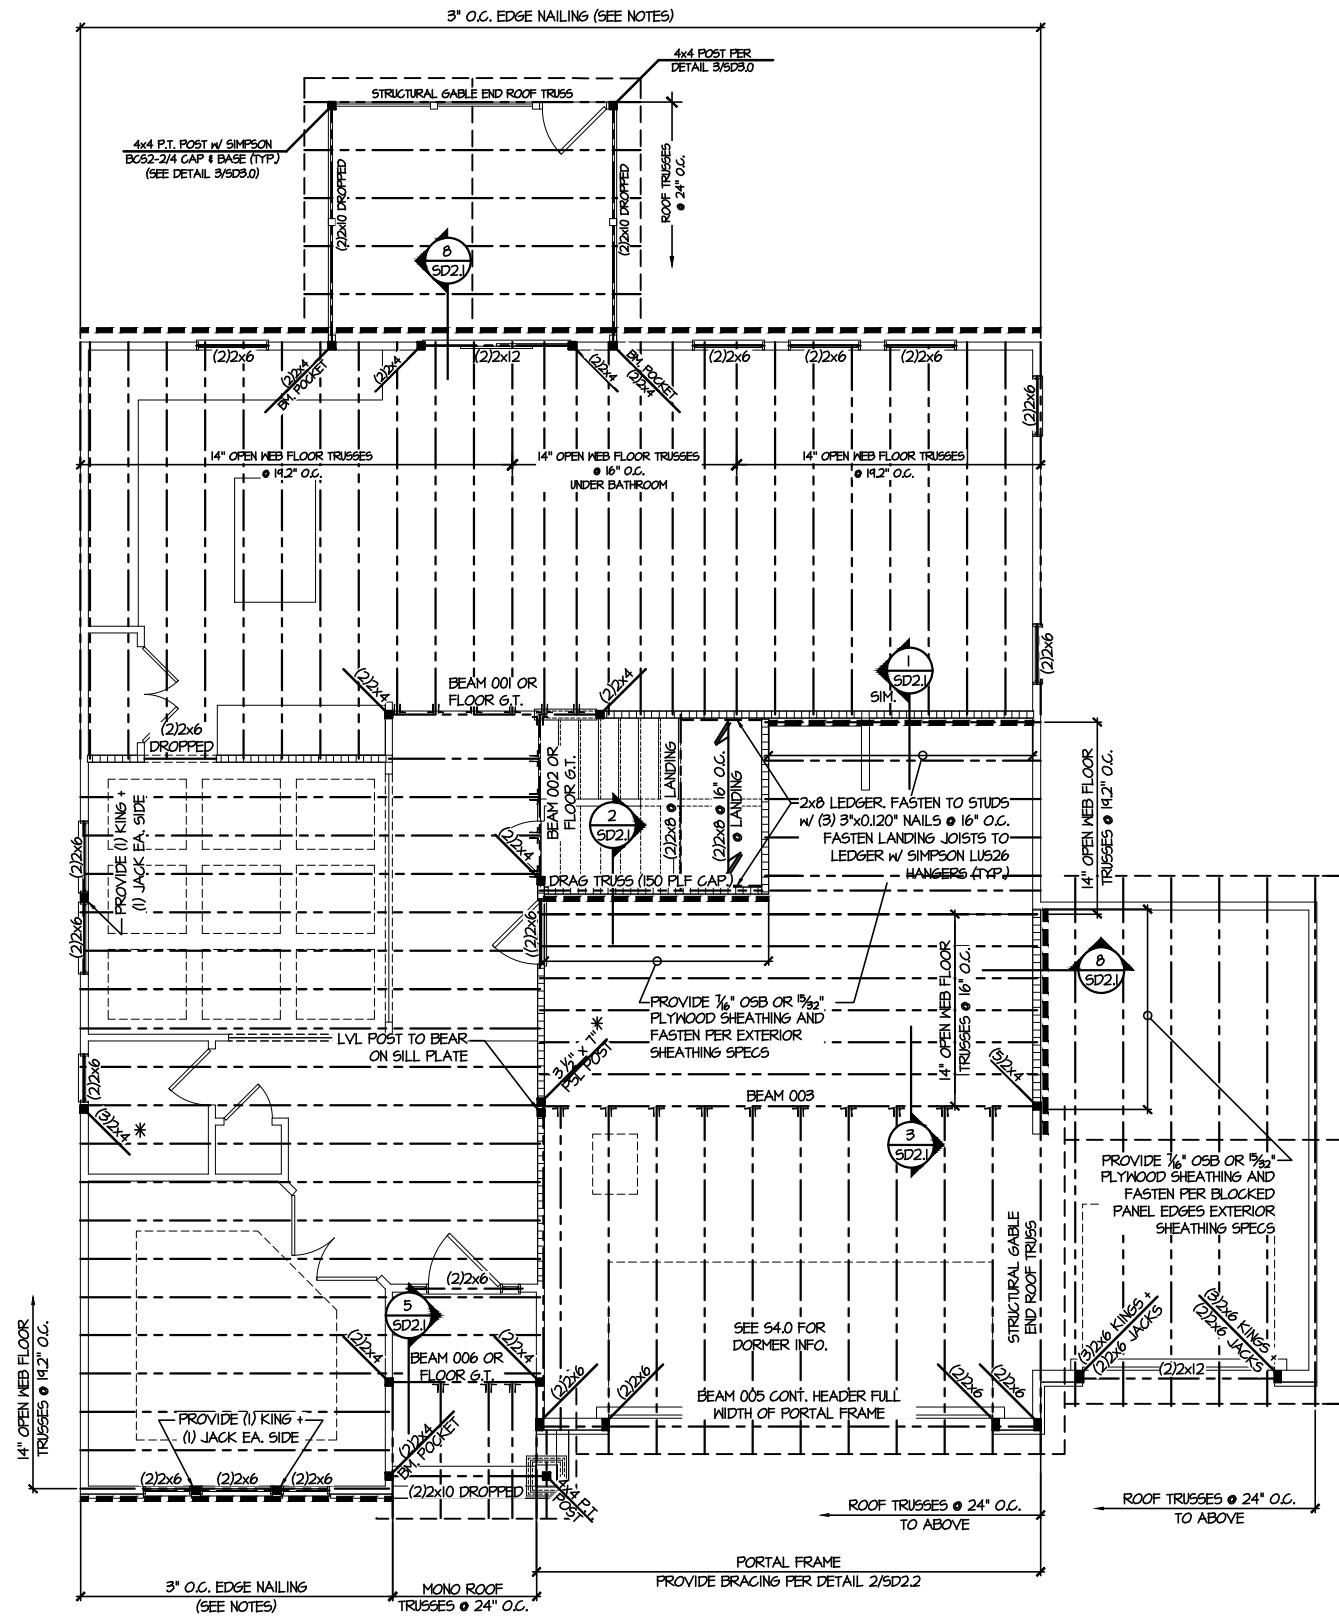 3" O.C. EDGE NAILING (SEE NOTES)
4x4 POST PER
DETAIL 3/SD3.0
STRUCTURAL GABLE END ROOF TRUSS
4x4 P.T. POST W/ SIMPSON
BCS2-2/4 CAP & BASE (TYP.)
(SEE DETAIL 3/SD3.0)
(2)2x10 DROPPED
(2)2x10 DROPPED
ROOF TRUSSES
@ 24" O.C.
8
SD2.1
(2)2x6
(2)2x12
(2)2x6
(2)2x6
(2)2x6
(2)2x4
BM. POCKET
(2)2x4
(2)2x4
BM. POCKET
(2)2x4
(2)2x6
14" OPEN WEB FLOOR TRUSSES
@ 19.2" O.C.
14" OPEN WEB FLOOR TRUSSES
@ 16" O.C.
UNDER BATHROOM
14" OPEN WEB FLOOR TRUSSES
@ 19.2" O.C.
(2)2x6
1
SD2.1
SIM.
(2)2x4
BEAM 001 OR
FLOOR G.T.
(2)2x4
(2)2x6
DROPPED
BEAM 002 OR
FLOOR G.T.
(2)2x8 @ LANDING
(2)2x8 @ 16" O.C.
@ LANDING
14" OPEN WEB FLOOR
TRUSSES @ 19.2" O.C.
PROVIDE (1) KING +
(1) JACK EA. SIDE
(2)2x6
(2)2x6
2
SD2.1
(2)2x4
2x8 LEDGER. FASTEN TO STUDS
W/ (3) 3"x0.120" NAILS @ 16" O.C.
FASTEN LANDING JOISTS TO
LEDGER W/ SIMPSON LUS26
HANGERS (TYP.)
DRAG TRUSS (150 PLF CAP.)
(2)2x6
14" OPEN WEB FLOOR
TRUSSES @ 16" O.C.
8
SD2.1
PROVIDE 7/16" OSB OR 15/32"
PLYWOOD SHEATHING AND
FASTEN PER EXTERIOR
SHEATHING SPECS
LVL POST TO BEAR
ON SILL PLATE
3 1/2" x 7" *
PSL POST
(2)2x6
(3)2x4 *
(5)2x4
BEAM 003
3
SD2.1
PROVIDE 7/16" OSB OR 15/32"
PLYWOOD SHEATHING AND
FASTEN PER BLOCKED
PANEL EDGES EXTERIOR
SHEATHING SPECS
STRUCTURAL GABLE
END ROOF TRUSS
(2)2x6
5
SD2.1
(2)2x4
(2)2x4
BEAM 006 OR
FLOOR G.T.
SEE S4.0 FOR
DORMER INFO.
(3)2x6 KINGS +
(2)2x6 JACKS
(3)2x6 KINGS
(2)2x6 JACKS
(2)2x12
14" OPEN WEB FLOOR
TRUSSES @ 19.2" O.C.
(2)2x6
(2)2x6
BEAM 005 CONT. HEADER FULL
WIDTH OF PORTAL FRAME
(2)2x6
(2)2x6
PROVIDE (1) KING +
(1) JACK EA. SIDE
(2)2x4
BM. POCKET
(2)2x6
(2)2x6
(2)2x6
(2)2x10 DROPPED
4x4 P.T.
POST
ROOF TRUSSES @ 24" O.C.
TO ABOVE
ROOF TRUSSES @ 24" O.C.
TO ABOVE
PORTAL FRAME
PROVIDE BRACING PER DETAIL 2/SD2.2
3" O.C. EDGE NAILING
(SEE NOTES)
MONO ROOF
TRUSSES @ 24" O.C.